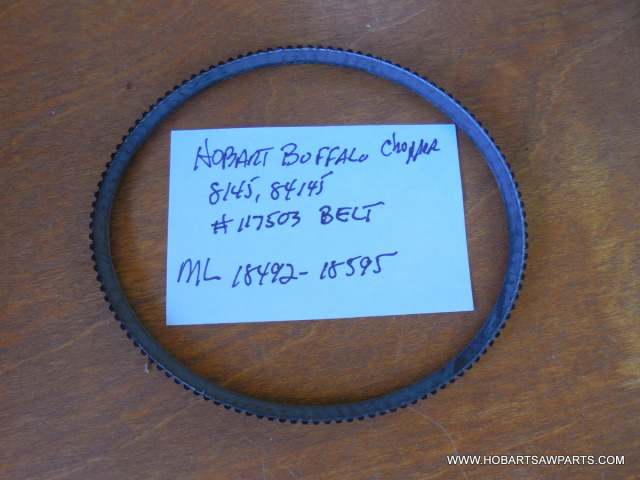 HOBART BUFFALO Chopper
8145, 84145
#117503 BELT
ML 18492-18595
WWW.HOBARTSAWPARTS.COM